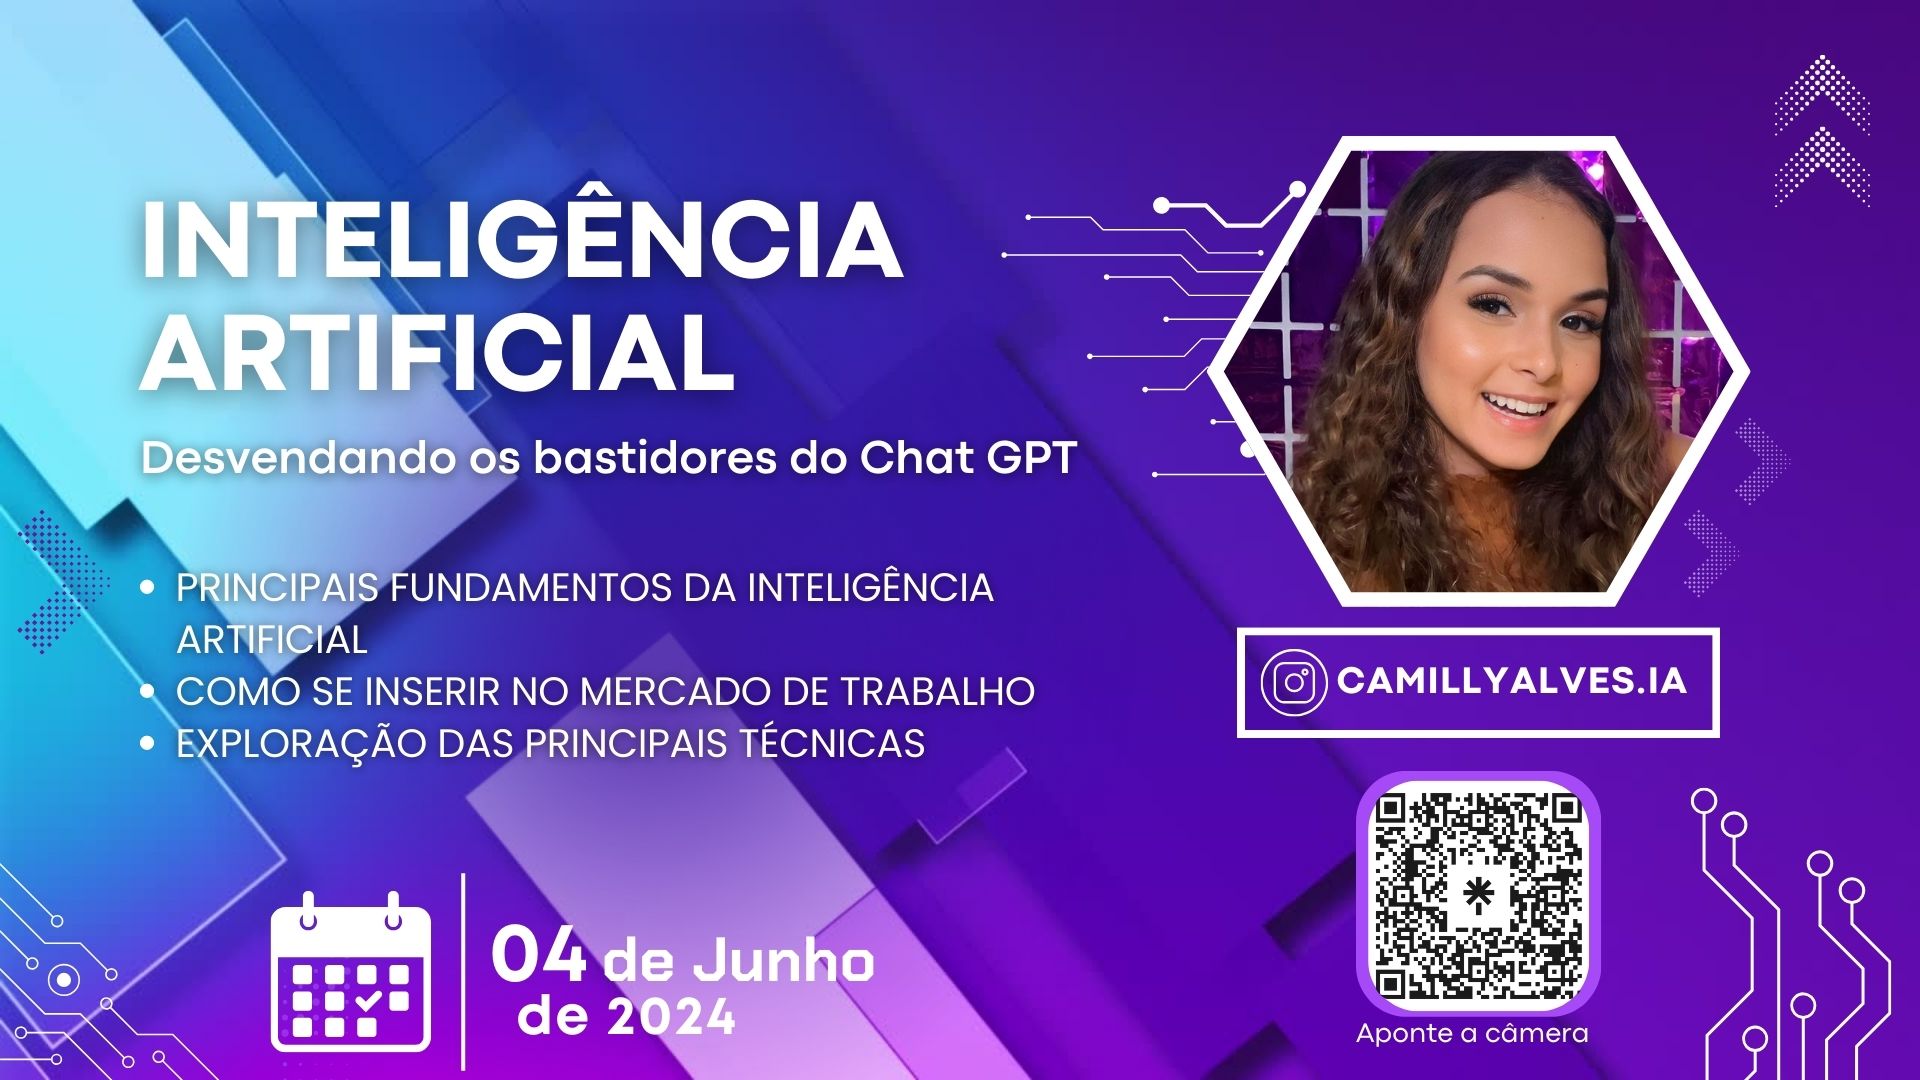 INTELIGÊNCIA
ARTIFICIAL
Desvendando os bastidores do Chat GPT
• PRINCIPAIS FUNDAMENTOS DA INTELIGÊNCIA
ARTIFICIAL
• COMO SE INSERIR NO MERCADO DE TRABALHO
• EXPLORAÇÃO DAS PRINCIPAIS TÉCNICAS
04 de Junho
de 2024
CAMILLYALVES.IA
Aponte a câmera